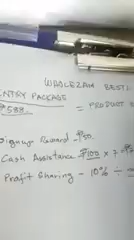 WHOLEZAM BESTI
ENTRY PACKAGE
₱588. = PRODUCT
Signup Reward - ₱50.
Cash Assistance - ₱100 x 7 =
Profit Sharing - 10% ÷